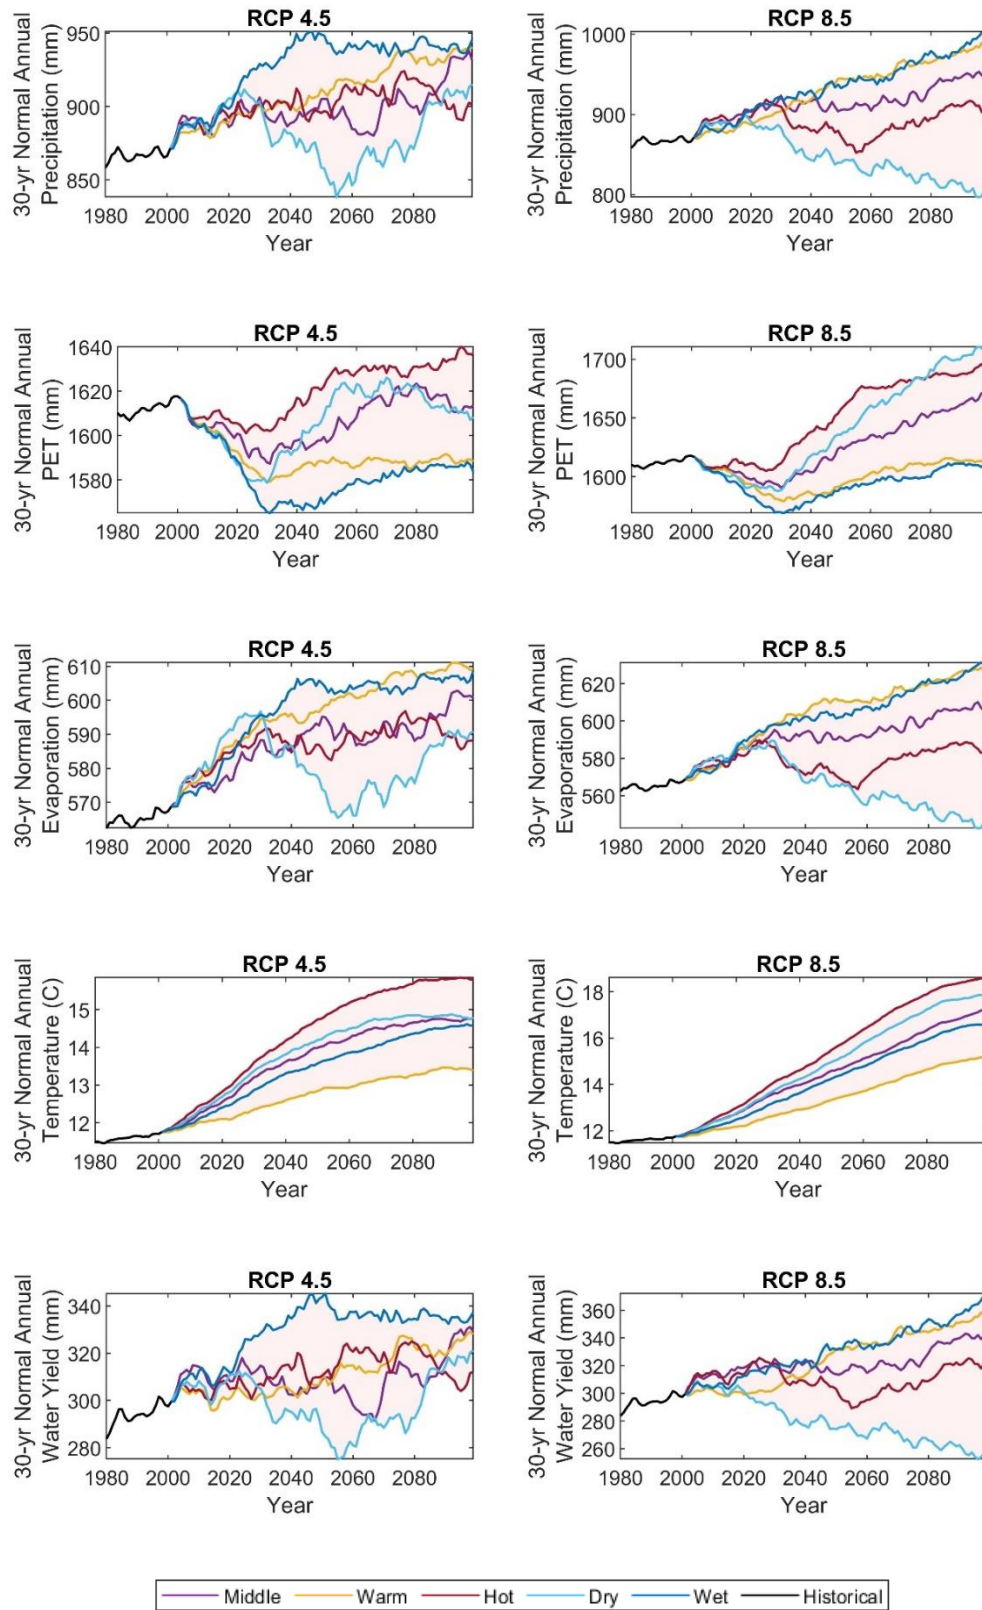 RCP 4.5
30-yr Normal Annual
Precipitation (mm)
950
900
850
1980 2000 2020 2040 2060 2080
Year
RCP 8.5
30-yr Normal Annual
Precipitation (mm)
1000
900
800
1980 2000 2020 2040 2060 2080
Year
RCP 4.5
30-yr Normal Annual
PET (mm)
1640
1620
1600
1580
1980 2000 2020 2040 2060 2080
Year
RCP 8.5
30-yr Normal Annual
PET (mm)
1700
1650
1600
1980 2000 2020 2040 2060 2080
Year
RCP 4.5
30-yr Normal Annual
Evaporation (mm)
610
600
590
580
570
1980 2000 2020 2040 2060 2080
Year
RCP 8.5
30-yr Normal Annual
Evaporation (mm)
620
600
580
560
1980 2000 2020 2040 2060 2080
Year
RCP 4.5
30-yr Normal Annual
Temperature (C)
15
14
13
12
1980 2000 2020 2040 2060 2080
Year
RCP 8.5
30-yr Normal Annual
Temperature (C)
18
16
14
12
1980 2000 2020 2040 2060 2080
Year
RCP 4.5
30-yr Normal Annual
Water Yield (mm)
340
320
300
280
1980 2000 2020 2040 2060 2080
Year
RCP 8.5
30-yr Normal Annual
Water Yield (mm)
360
340
320
300
280
260
1980 2000 2020 2040 2060 2080
Year
Middle Warm Hot Dry Wet Historical